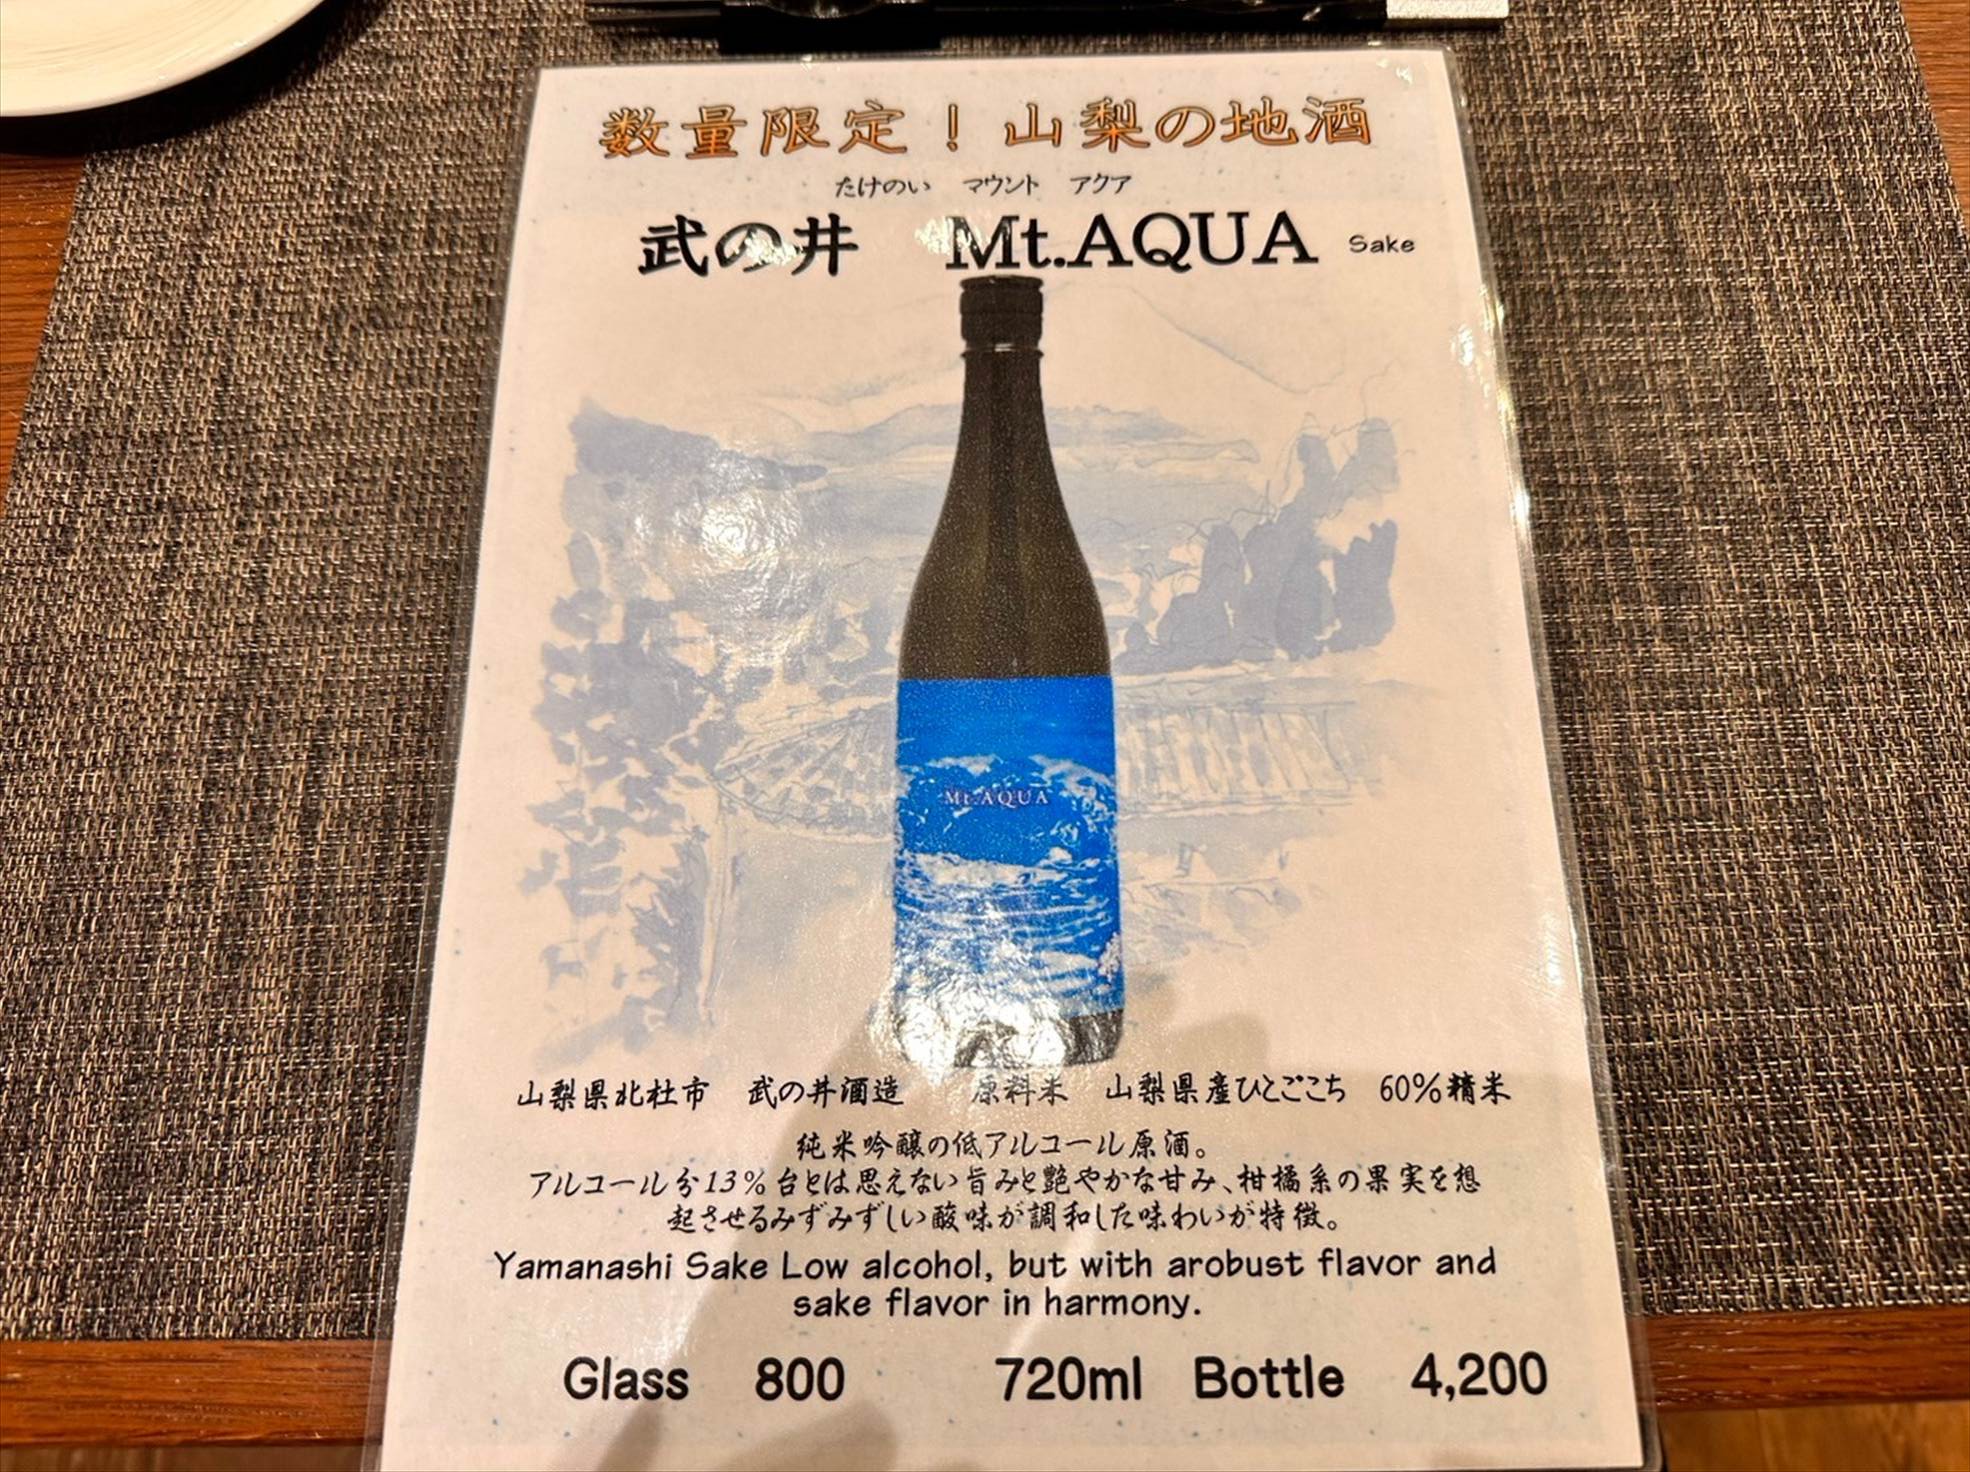 数量限定！山梨の地酒
たけのい　マウント　アクア
武の井　Mt.AQUA Sake
Mt.AQUA
山梨県北杜市　武の井酒造　原料米　山梨県産ひとごこち　60%精米
純米吟醸の低アルコール原酒。
アルコール分13%台とは思えない旨みと艶やかな甘み、柑橘系の果実を想
起させるみずみずしい酸味が調和した味わいが特徴。
Yamanashi Sake Low alcohol, but with arobust flavor and
sake flavor in harmony.
Glass 800 720ml Bottle 4,200